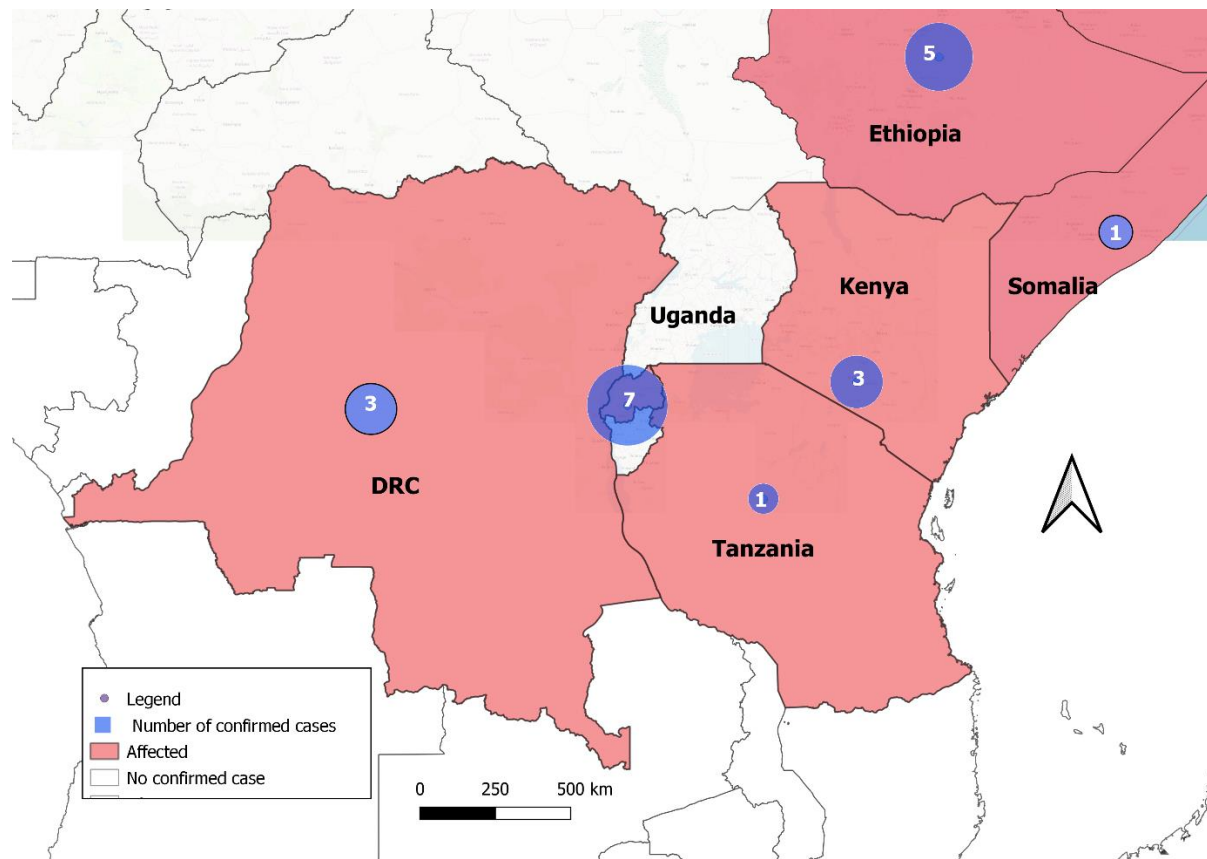 5
Ethiopia
1
Kenya
Somalia
Uganda
3
7
3
DRC
1
Tanzania
Legend
Number of confirmed cases
Affected
No confirmed case
0 250 500 km